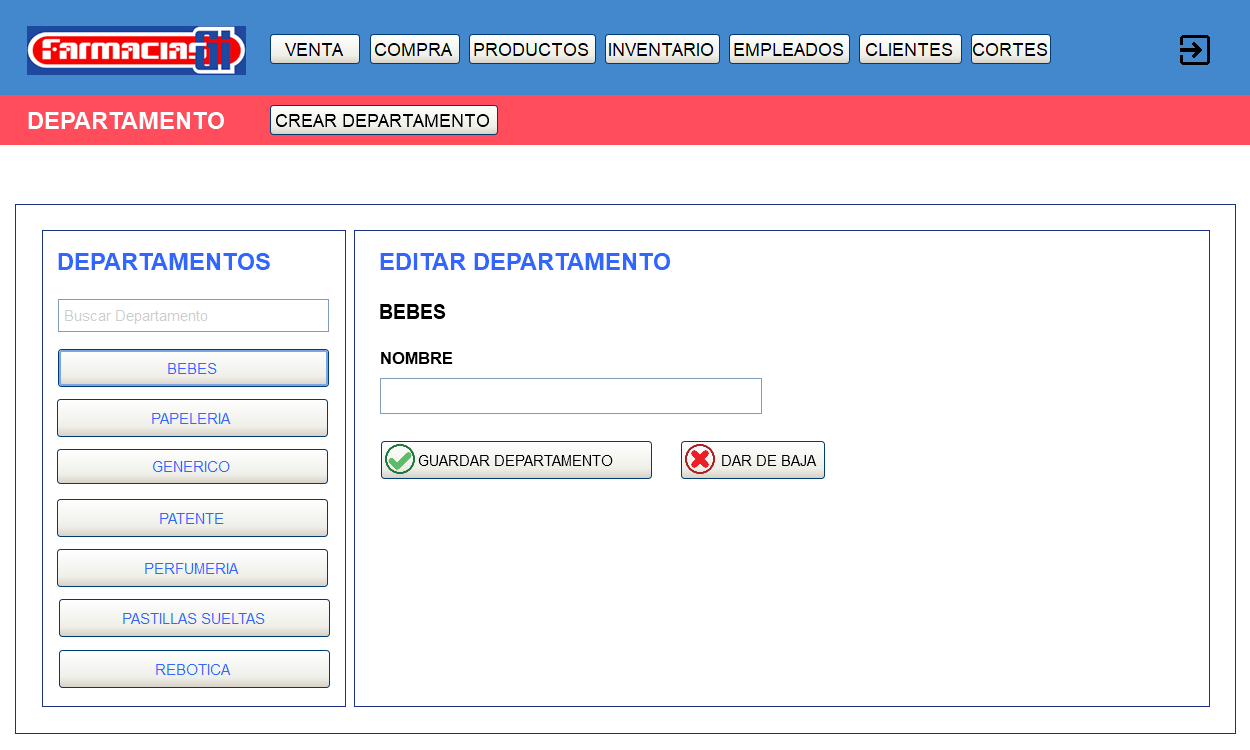 Farmacias SI
VENTA COMPRA PRODUCTOS INVENTARIO EMPLEADOS CLIENTES CORTES
DEPARTAMENTO CREAR DEPARTAMENTO
DEPARTAMENTOS
Buscar Departamento
BEBES
PAPELERIA
GENERICO
PATENTE
PERFUMERIA
PASTILLAS SUELTAS
REBOTICA
EDITAR DEPARTAMENTO
BEBES
NOMBRE
GUARDAR DEPARTAMENTO DAR DE BAJA